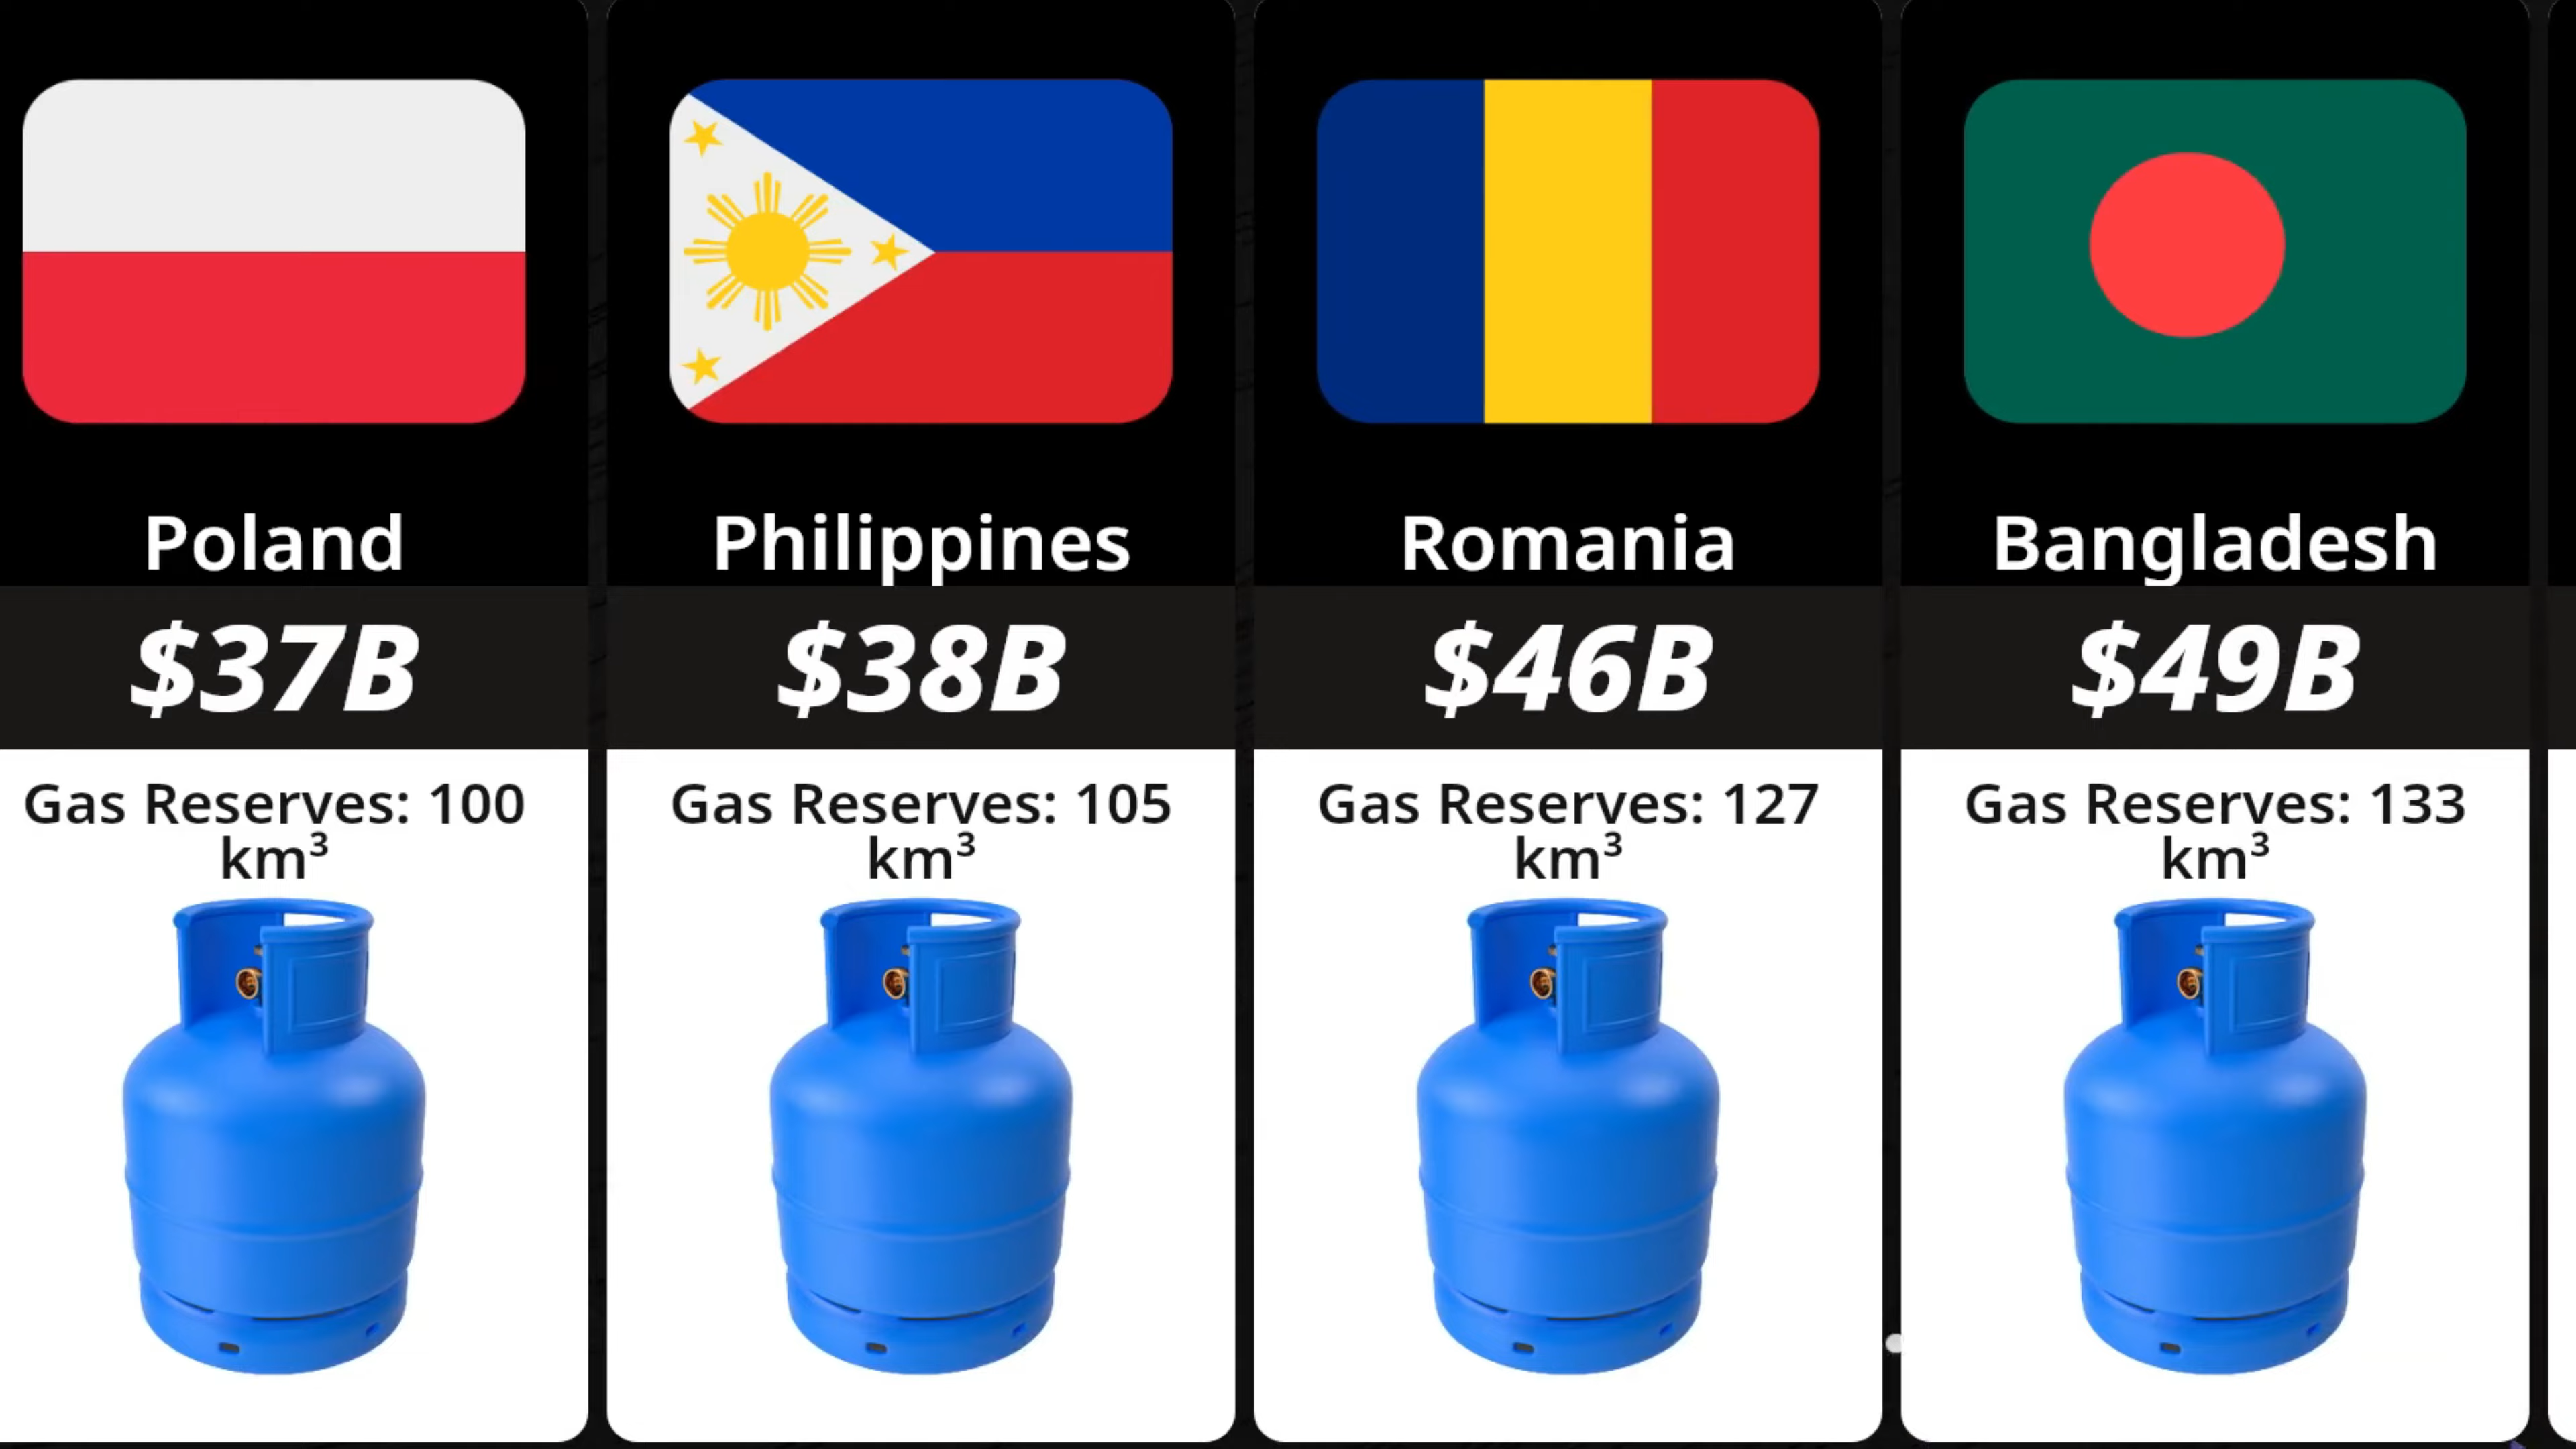 Poland
$37B
Gas Reserves: 100
km³
Philippines
$38B
Gas Reserves: 105
km³
Romania
$46B
Gas Reserves: 127
km³
Bangladesh
$49B
Gas Reserves: 133
km³